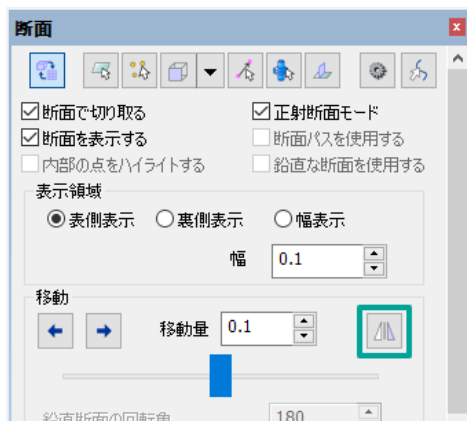 断面
断面で切り取る
正射断面モード
断面を表示する
断面パスを使用する
内部の点をハイライトする
鉛直な断面を使用する
表示領域
表側表示
裏側表示
幅表示
幅
0.1
移動
移動量
0.1
鉛直断面の回転角
180